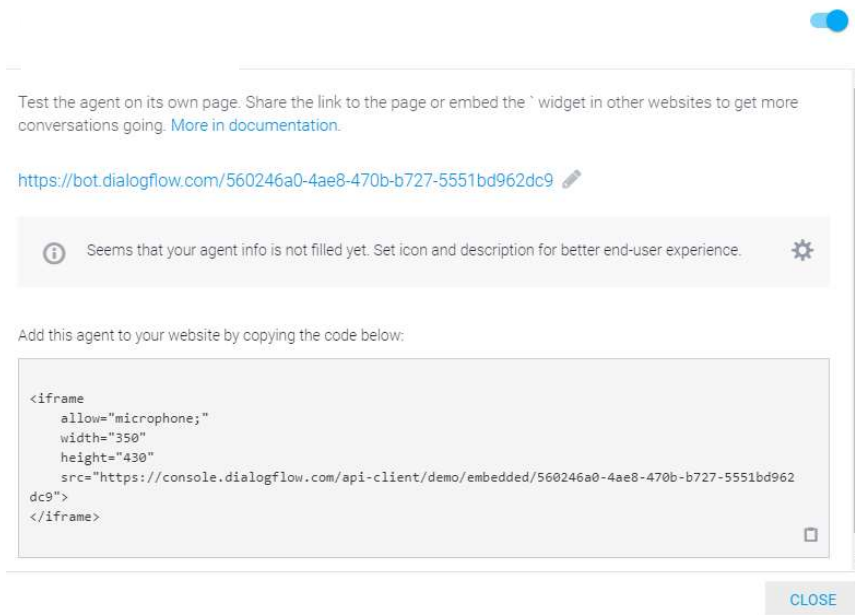 Test the agent on its own page. Share the link to the page or embed the ` widget in other websites to get more
conversations going. More in documentation.
https://bot.dialogflow.com/560246a0-4ae8-470b-b727-5551bd962dc9
Seems that your agent info is not filled yet. Set icon and description for better end-user experience.
Add this agent to your website by copying the code below:
<iframe
    allow="microphone;"
    width="350"
    height="430"
    src="https://console.dialogflow.com/api-client/demo/embedded/560246a0-4ae8-470b-b727-5551bd962
dc9">
</iframe>
CLOSE